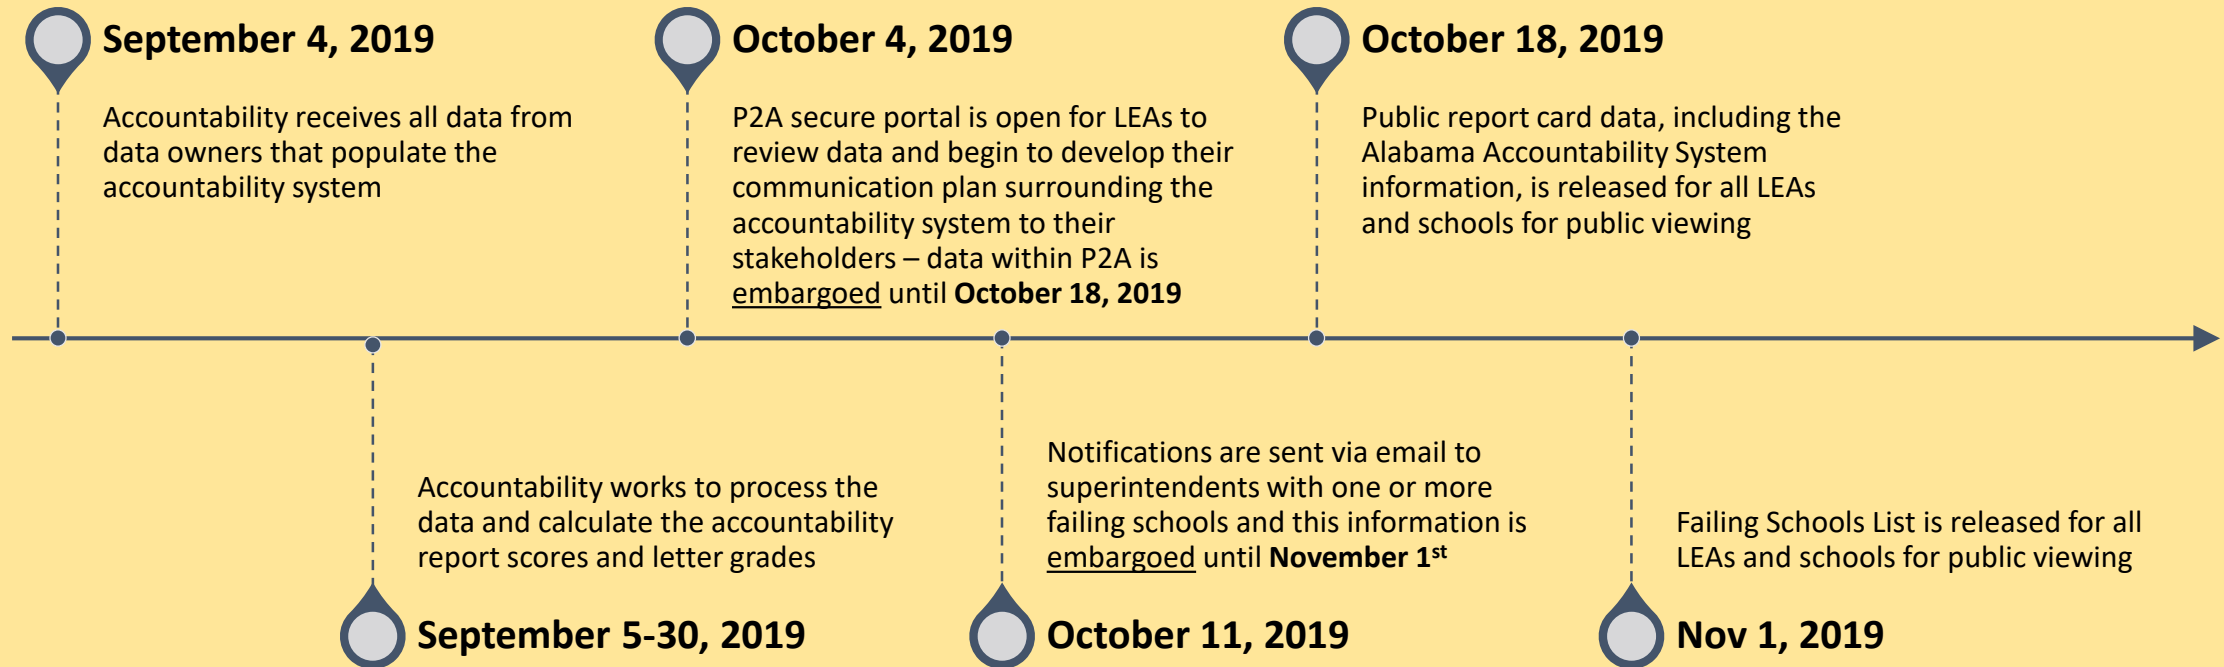 September 4, 2019
Accountability receives all data from
data owners that populate the
accountability system
September 5-30, 2019
Accountability works to process the
data and calculate the accountability
report scores and letter grades
October 4, 2019
P2A secure portal is open for LEAs to
review data and begin to develop their
communication plan surrounding the
accountability system to their
stakeholders – data within P2A is
embargoed until October 18, 2019
October 11, 2019
Notifications are sent via email to
superintendents with one or more
failing schools and this information is
embargoed until November 1st
October 18, 2019
Public report card data, including the
Alabama Accountability System
information, is released for all LEAs
and schools for public viewing
Nov 1, 2019
Failing Schools List is released for all
LEAs and schools for public viewing